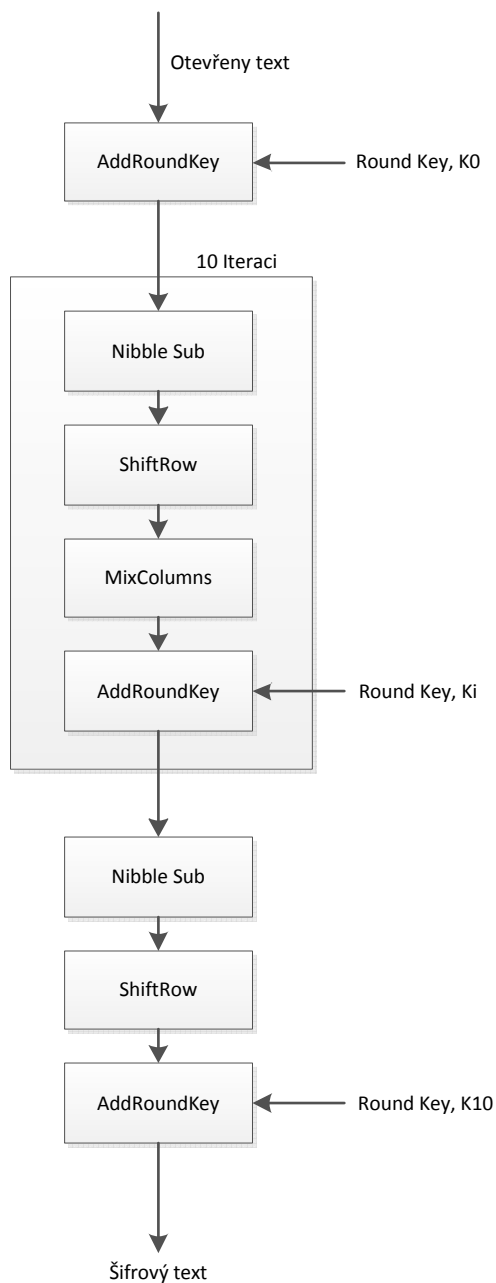 Otevřeny text
AddRoundKey
Round Key, K0
10 Iteraci
Nibble Sub
ShiftRow
MixColumns
AddRoundKey
Round Key, Ki
Nibble Sub
ShiftRow
AddRoundKey
Round Key, K10
Šifrový text